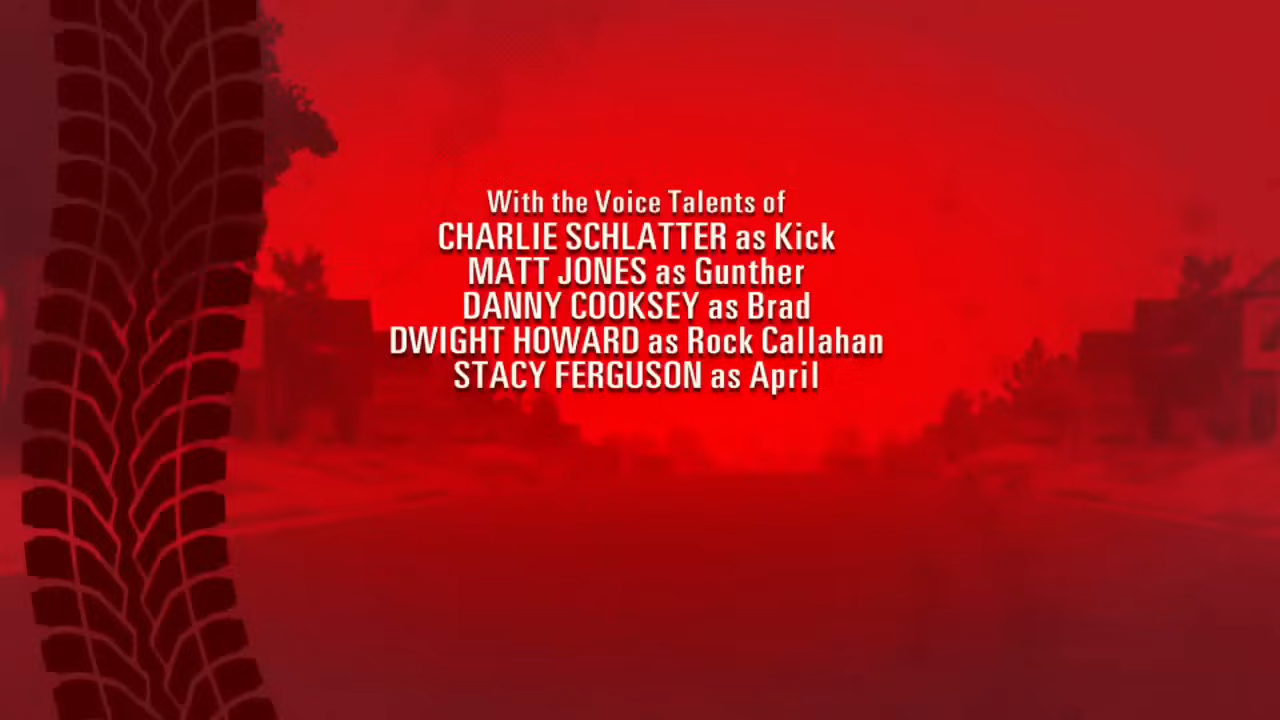 With the Voice Talents of
CHARLIE SCHLATTER as Kick
MATT JONES as Gunther
DANNY COOKSEY as Brad
DWIGHT HOWARD as Rock Callahan
STACY FERGUSON as April